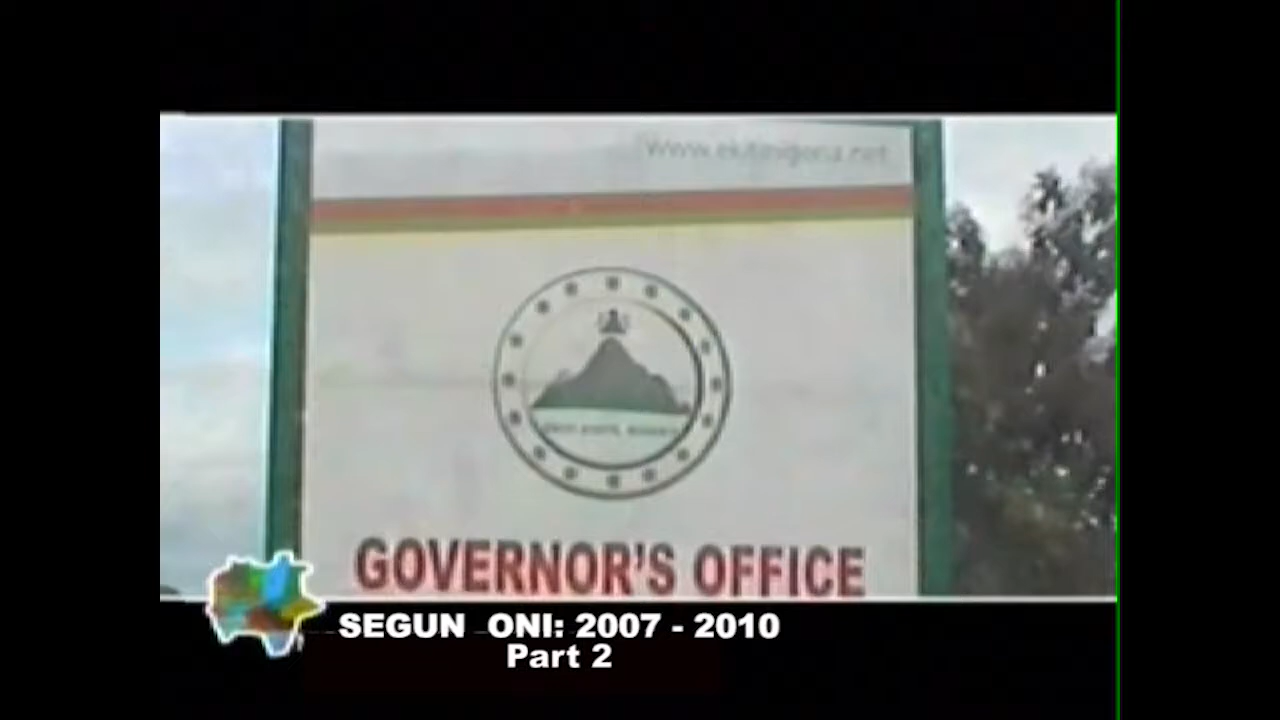 www.ekitinigeria.net
GOVERNOR'S OFFICE
SEGUN ONI: 2007 - 2010
Part 2